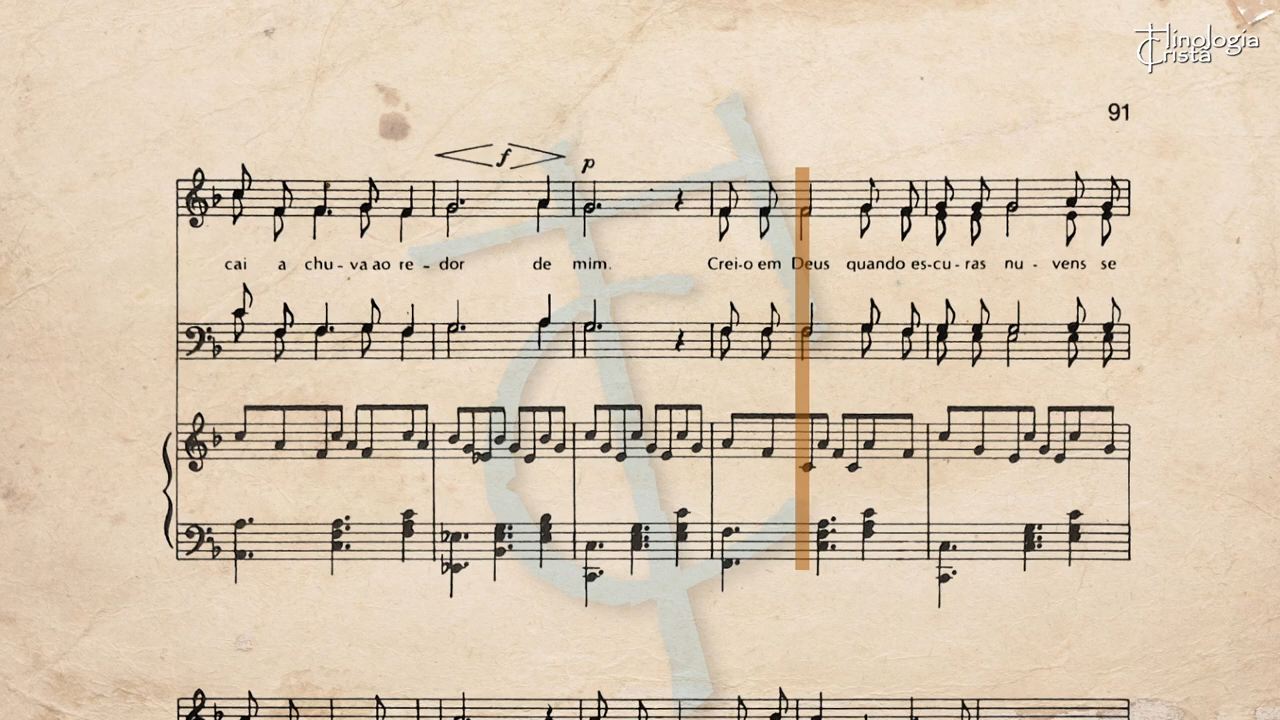 Hinologia
Cristã
91
f p
cai a chu - va ao re - dor de mim. Crei-o em Deus quando es-cu - ras nu - vens se